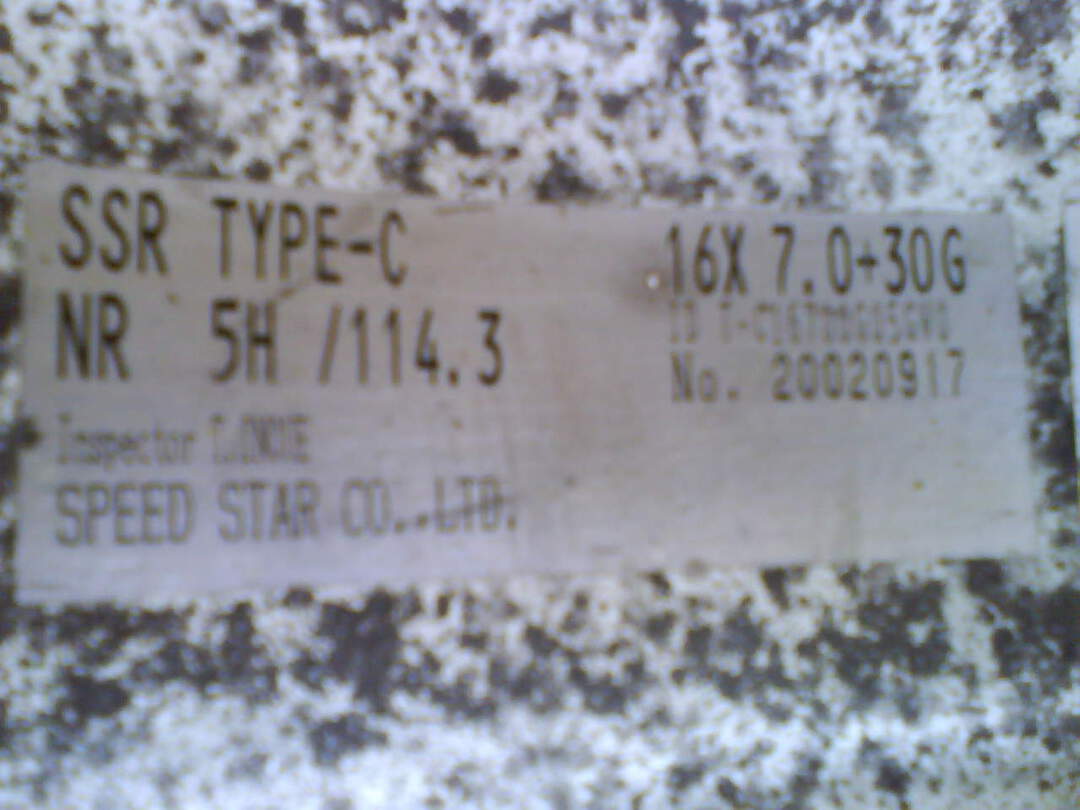 SSR TYPE-C 16X 7.0+30G
NR 5H /114.3
No. 20020917
Inspector
SPEED STAR CO.,LTD.